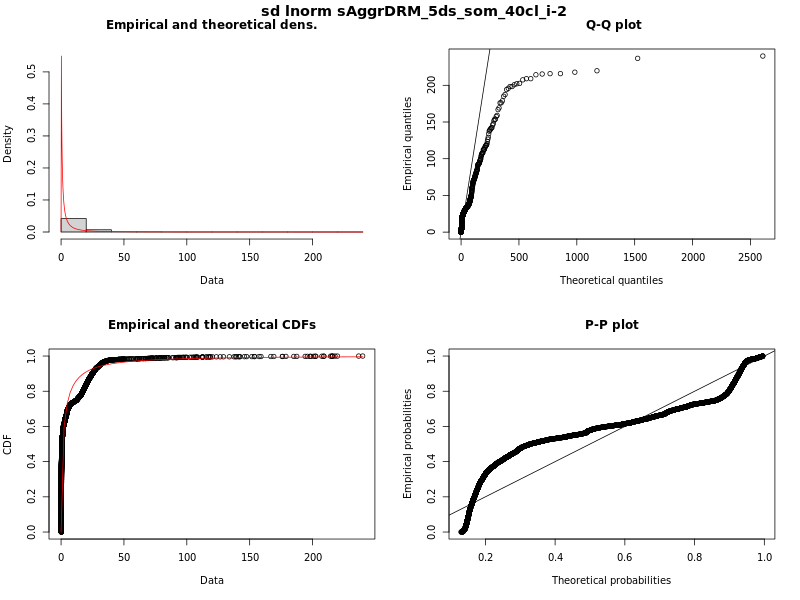 sd lnorm sAggrDRM_5ds_som_40cl_i-2
Empirical and theoretical dens.
Density
0.0 0.1 0.2 0.3 0.4 0.5
0 50 100 150 200
Data
Q-Q plot
Empirical quantiles
0 50 100 150 200
0 500 1000 1500 2000 2500
Theoretical quantiles
Empirical and theoretical CDFs
CDF
0.0 0.2 0.4 0.6 0.8 1.0
0 50 100 150 200
Data
P-P plot
Empirical probabilities
0.0 0.2 0.4 0.6 0.8 1.0
0.2 0.4 0.6 0.8 1.0
Theoretical probabilities